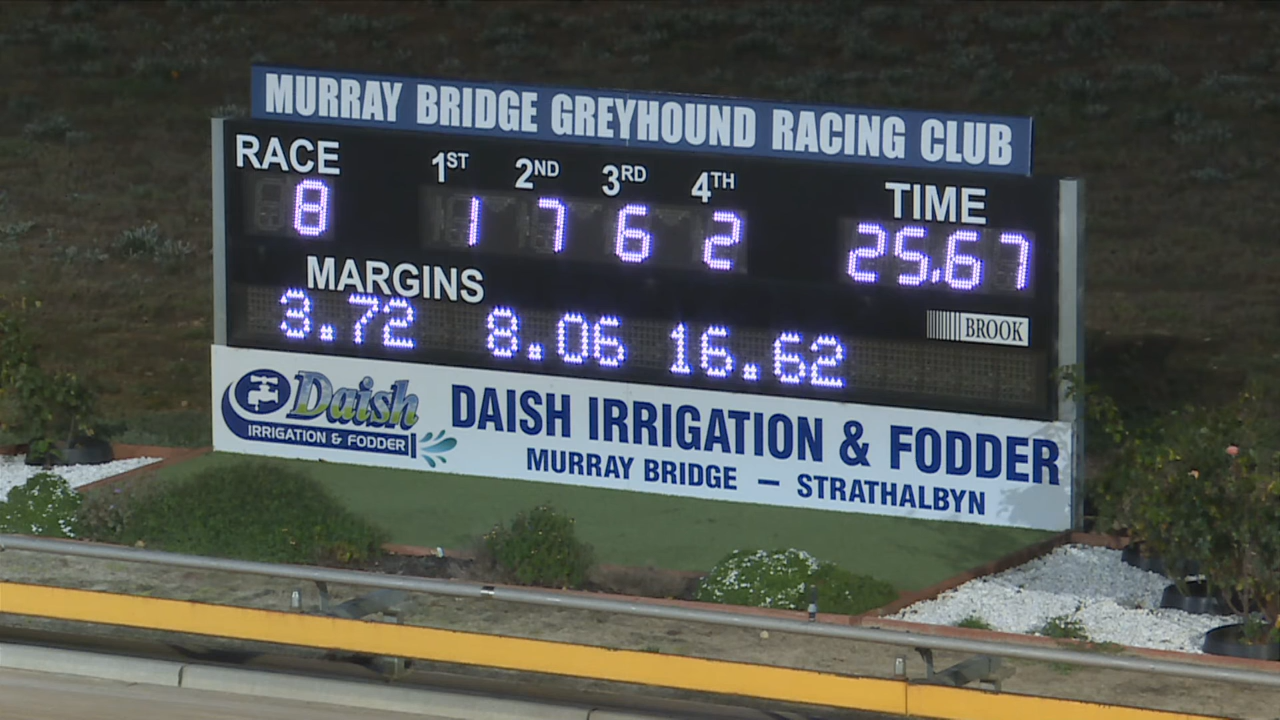 MURRAY BRIDGE GREYHOUND RACING CLUB
RACE 1ST 2ND 3RD 4TH TIME
8 1 7 6 2 25.67
MARGINS
3.72 8.06 16.62
BROOK
Daish
IRRIGATION & FODDER
DAISH IRRIGATION & FODDER
MURRAY BRIDGE — STRATHALBYN